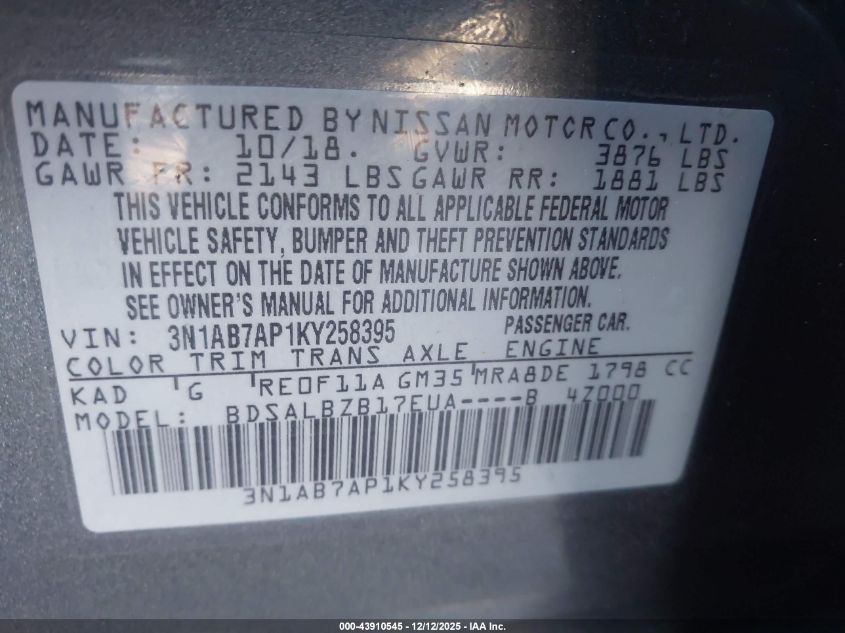 MANUFACTURED BY NISSAN MOTOR CO., LTD.
DATE: 10/18. GVWR: 3876 LBS
GAWR FR: 2143 LBS GAWR RR: 1881 LBS
THIS VEHICLE CONFORMS TO ALL APPLICABLE FEDERAL MOTOR
VEHICLE SAFETY, BUMPER AND THEFT PREVENTION STANDARDS
IN EFFECT ON THE DATE OF MANUFACTURE SHOWN ABOVE.
SEE OWNER'S MANUAL FOR ADDITIONAL INFORMATION.
VIN: 3N1AB7AP1KY258395 PASSENGER CAR.
COLOR TRIM TRANS AXLE ENGINE
KAD G RE0F11A GM35 MRA8DE 1798 CC
MODEL: BDSALBZB17EUA----B 4Z000
3N1AB7AP1KY258395
000-43910545 - 12/12/2025 - IAA Inc.